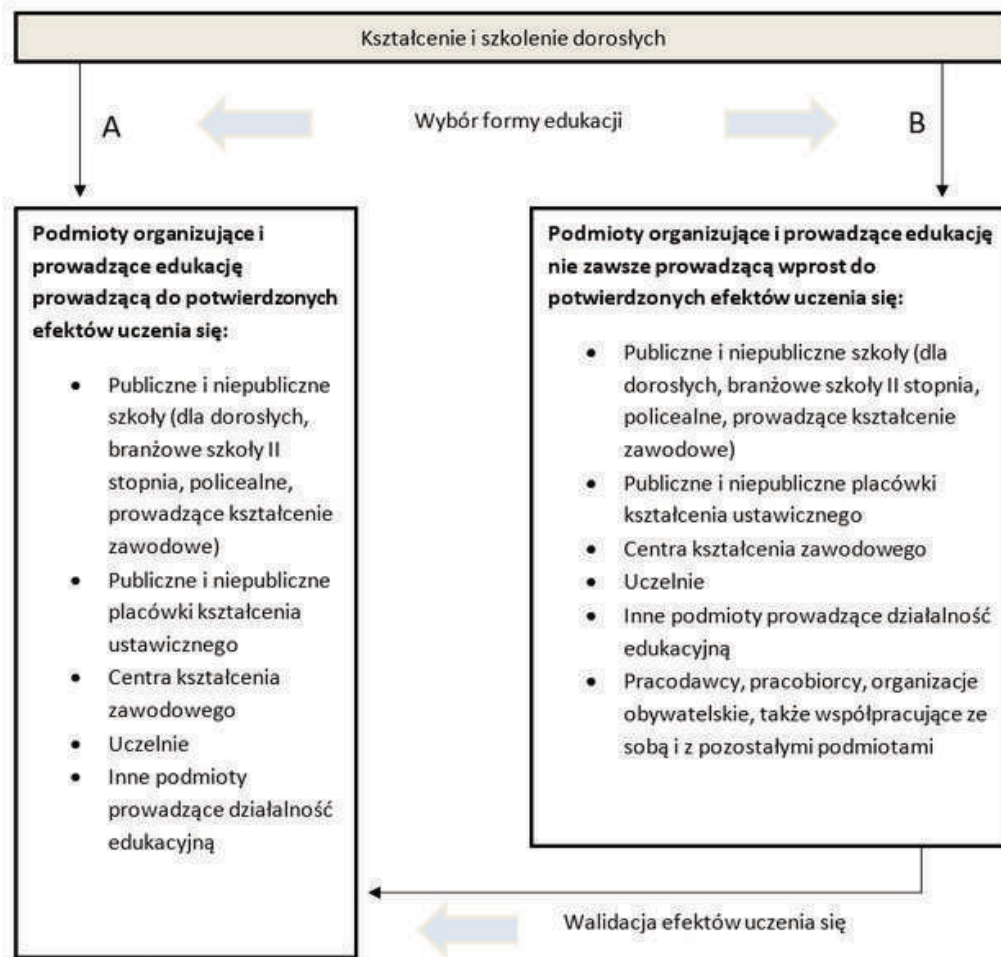 Kształcenie i szkolenie dorosłych
A
Wybór formy edukacji
B
Podmioty organizujące i
prowadzące edukację
prowadzącą do potwierdzonych
efektów uczenia się:
• Publiczne i niepubliczne
szkoły (dla dorosłych,
branżowe szkoły II
stopnia, policealne,
prowadzące kształcenie
zawodowe)
• Publiczne i niepubliczne
placówki kształcenia
ustawicznego
• Centra kształcenia
zawodowego
• Uczelnie
• Inne podmioty
prowadzące działalność
edukacyjną
Podmioty organizujące i prowadzące edukację
nie zawsze prowadzącą wprost do
potwierdzonych efektów uczenia się:
• Publiczne i niepubliczne szkoły (dla
dorosłych, branżowe szkoły II stopnia,
policealne, prowadzące kształcenie
zawodowe)
• Publiczne i niepubliczne placówki
kształcenia ustawicznego
• Centra kształcenia zawodowego
• Uczelnie
• Inne podmioty prowadzące działalność
edukacyjną
• Pracodawcy, pracobiorcy, organizacje
obywatelskie, także współpracujące ze
sobą i z pozostałymi podmiotami
Walidacja efektów uczenia się